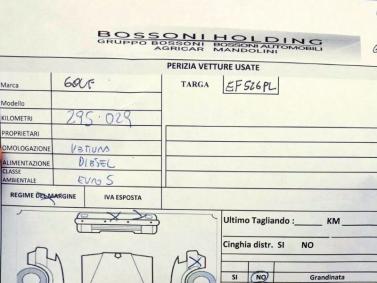 BOSSONI HOLDING
GRUPPO BOSSONI BOSSONI AUTOMOBILI
AGRICAR MANDOLINI
PERIZIA VETTURE USATE
Marca GOLF TARGA EF526PL
Modello
KILOMETRI 295.029
PROPRIETARI
OMOLOGAZIONE
ALIMENTAZIONE DIESEL
CLASSE
AMBIENTALE EURO 5
REGIME DEL MARGINE IVA ESPOSTA
Ultimo Tagliando : KM
Cinghia distr. SI NO
SI NO Grandinata